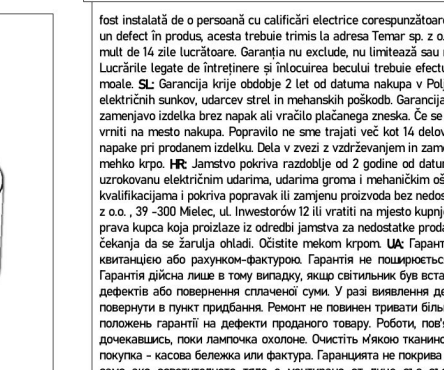 fost instalată de o persoană cu calificări electrice corespunzătoare
un defect în produs, acesta trebuie trimis la adresa Temar sp. z o.
mult de 14 zile lucrătoare. Garanția nu exclude, nu limitează sau
Lucrările legate de întreținere și înlocuirea becului trebuie efectu
moale. SL: Garancija krije obdobje 2 let od datuma nakupa v Polj
električnih sunkov, udarcev strel in mehanskih poškodb. Garancija
zamenjavo izdelka brez napak ali vračilo plačanega zneska. Če se
vrniti na mesto nakupa. Popravilo ne sme trajati več kot 14 delov
napake pri prodanem izdelku. Dela v zvezi z vzdrževanjem in zame
mehko krpo. HR: Jamstvo pokriva razdoblje od 2 godine od datur
uzrokovanu električnim udarima, udarima groma i mehaničkim oš
kvalifikacijama i pokriva popravak ili zamjenu proizvoda bez nedos
z o.o. , 39 -300 Mielec, ul. Inwestorów 12 ili vratiti na mjesto kupnje
prava kupca koja proizlaze iz odredbi jamstva za nedostatke proda
čekanja da se žarulja ohladi. Očistite mekom krpom. UA: Гарант
квитанцією або рахунком-фактурою. Гарантія не поширюєтьс
Гарантія дійсна лише в тому випадку, якщо світильник був вста
дефектів або повернення сплаченої суми. У разі виявлення де
повернути в пункт придбання. Ремонт не повинен тривати біль
положень гарантії на дефекти проданого товару. Роботи, пов'я
дочекавшись, поки лампочка охолоне. Очистіть м'якою тканино
покупка - касова бележка или фактура. Гаранцията не покрива